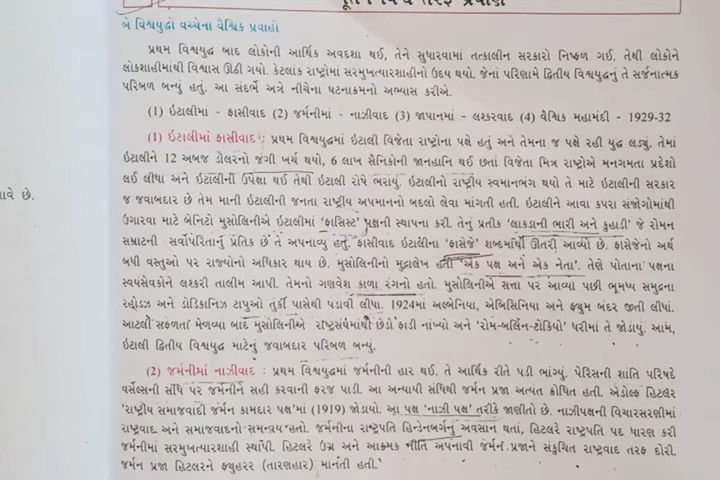 બે વિશ્વયુદ્ધો વચ્ચેના વૈશ્વિક પ્રવાહો
પ્રથમ વિશ્વયુદ્ધ બાદ લોકોની આર્થિક અવદશા થઈ, તેને સુધારવામાં તત્કાલીન સરકારો નિષ્ફળ ગઈ. તેથી લોકોને
લોકશાહીમાંથી વિશ્વાસ ઊઠી ગયો. કેટલાંક રાષ્ટ્રોમાં સરમુખત્યારશાહીનો ઉદય થયો. જેનાં પરિણામે દ્વિતીય વિશ્વયુદ્ધનું તે સર્જનાત્મક
પરિબળ બન્યું હતું. આ સંદર્ભે અત્રે નીચેના ઘટનાક્રમનો અભ્યાસ કરીએ.
(1) ઇટાલીમાં - ફાસીવાદ (2) જર્મનીમાં - નાઝીવાદ (3) જાપાનમાં - લશ્કરવાદ (4) વૈશ્વિક મહામંદી - 1929-32
(1) ઇટાલીમાં ફાસીવાદ : પ્રથમ વિશ્વયુદ્ધમાં ઇટાલી વિજેતા રાષ્ટ્રોના પક્ષે હતું અને તેમના જ પક્ષે રહી યુદ્ધ લડ્યું. તેમાં
ઇટાલીને 12 અબજ ડૉલરનો જંગી ખર્ચ થયો, 6 લાખ સૈનિકોની જાનહાનિ થઈ છતાં વિજેતા મિત્ર રાષ્ટ્રોએ મનગમતા પ્રદેશો
લઈ લીધા અને ઇટાલીની ઉપેક્ષા થઈ તેથી ઇટાલી રોષે ભરાયું. ઇટાલીનો રાષ્ટ્રીય સ્વમાનભંગ થયો તે માટે ઇટાલીની સરકાર
જ જવાબદાર છે તેમ માની ઇટાલીની જનતા રાષ્ટ્રીય અપમાનનો બદલો લેવા માંગતી હતી. ઇટાલીને આવા કપરા સંજોગોમાંથી
ઉગારવા માટે બેનિટો મુસોલિનીએ ઇટાલીમાં 'ફાસિસ્ટ' પક્ષની સ્થાપના કરી. તેનું પ્રતીક 'લાકડાની ભારી અને કુહાડી' જે રોમન
સમ્રાટની સર્વોપરિતાનું પ્રતિક છે તે અપનાવ્યુ હતું. ફાસીવાદ ઇટાલીના 'ફાસેજે' શબ્દમાંથી ઊતરી આવ્યો છે. ફાસેજેનો અર્થ
બધી વસ્તુઓ પર રાજ્યોનો અધિકાર થાય છે. મુસોલિનીનો મુદ્રાલેખ હતો 'એક પક્ષ અને એક નેતા'. તેણે પોતાના પક્ષના
સ્વયંસેવકોને લશ્કરી તાલીમ આપી. તેમનો ગણવેશ કાળા રંગનો હતો. મુસોલિનીએ સત્તા પર આવ્યાં પછી ભૂમધ્ય સમુદ્રના
ર્‌હોડ્ઝ અને ડોડિકાનિઝ ટાપુઓ તુર્કી પાસેથી પડાવી લીધા. 1924માં અલ્બેનિયા, એબિસિનિયા અને ફ્યુમ બંદર જીતી લીધાં.
આટલી સફળતા મેળવ્યા બાદ મુસોલિનીએ રાષ્ટ્રસંઘમાંથી છેડો ફાડી નાંખ્યો અને 'રોમ-બર્લિન-ટોકિયો' ધરીમાં તે જોડાયું. આમ,
ઇટાલી દ્વિતીય વિશ્વયુદ્ધ માટેનું જવાબદાર પરિબળ બન્યું.
(2) જર્મનીમાં નાઝીવાદ : પ્રથમ વિશ્વયુદ્ધમાં જર્મનીની હાર થઈ. તે આર્થિક રીતે પડી ભાંગ્યું. પેરિસની શાંતિ પરિષદે
વર્સેલ્સની સંધિ પર જર્મનીને સહી કરવાની ફરજ પાડી. આ અન્યાયી સંધિથી જર્મન પ્રજા અત્યંત ક્રોધિત હતી. એડોલ્ફ હિટલર
'રાષ્ટ્રીય સમાજવાદી જર્મન કામદાર પક્ષ'માં (1919) જોડાયો. આ પક્ષ 'નાઝી પક્ષ' તરીકે જાણીતો છે. નાઝીપક્ષની વિચારસરણીમાં
રાષ્ટ્રવાદ અને સમાજવાદનો સમન્વય હતો. જર્મનીના રાષ્ટ્રપતિ હિન્ડેનબર્ગનું અવસાન થતાં, હિટલરે રાષ્ટ્રપતિ પદ ધારણ કરી
જર્મનીમાં સરમુખત્યારશાહી સ્થાપી. હિટલરે ઉગ્ર અને આક્રમક નીતિ અપનાવી જર્મન પ્રજાને સંકુચિત રાષ્ટ્રવાદ તરફ દોરી.
જર્મન પ્રજા હિટલરને ફ્યુહરર (તારણહાર) માનતી હતી.
આવે છે.